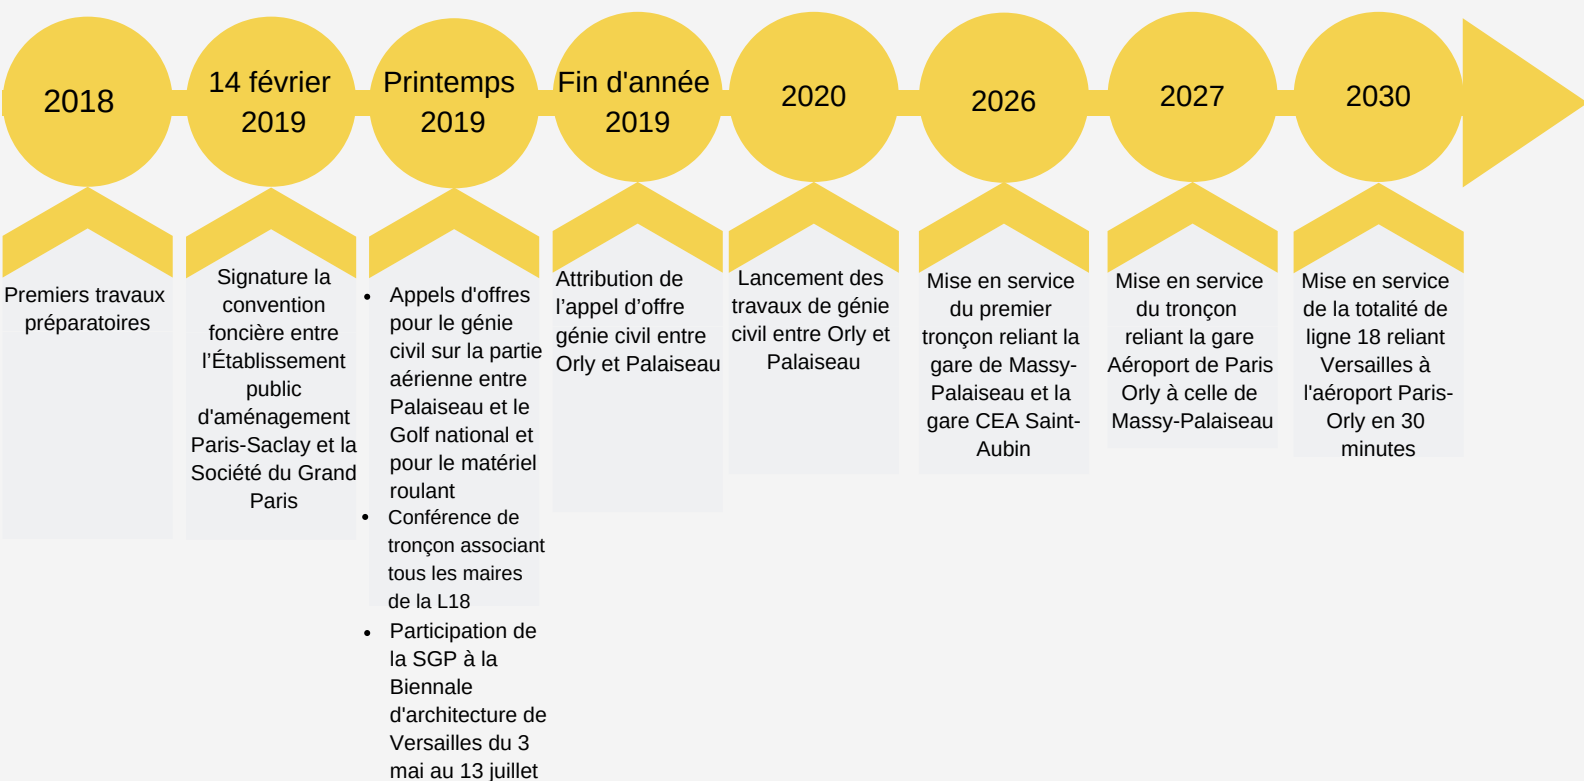 2018
14 février
2019
Printemps
2019
Fin d'année
2019
2020
2026
2027
2030
Premiers travaux
préparatoires
Signature la
convention
foncière entre
l’Établissement
public
d'aménagement
Paris-Saclay et la
Société du Grand
Paris
• Appels d'offres
pour le génie
civil sur la partie
aérienne entre
Palaiseau et le
Golf national et
pour le matériel
roulant
• Conférence de
tronçon associant
tous les maires
de la L18
• Participation de
la SGP à la
Biennale
d'architecture de
Versailles du 3
mai au 13 juillet
Attribution de
l’appel d’offre
génie civil entre
Orly et Palaiseau
Lancement des
travaux de génie
civil entre Orly et
Palaiseau
Mise en service
du premier
tronçon reliant la
gare de Massy-
Palaiseau et la
gare CEA Saint-
Aubin
Mise en service
du tronçon
reliant la gare
Aéroport de Paris
Orly à celle de
Massy-Palaiseau
Mise en service
de la totalité de
ligne 18 reliant
Versailles à
l'aéroport Paris-
Orly en 30
minutes